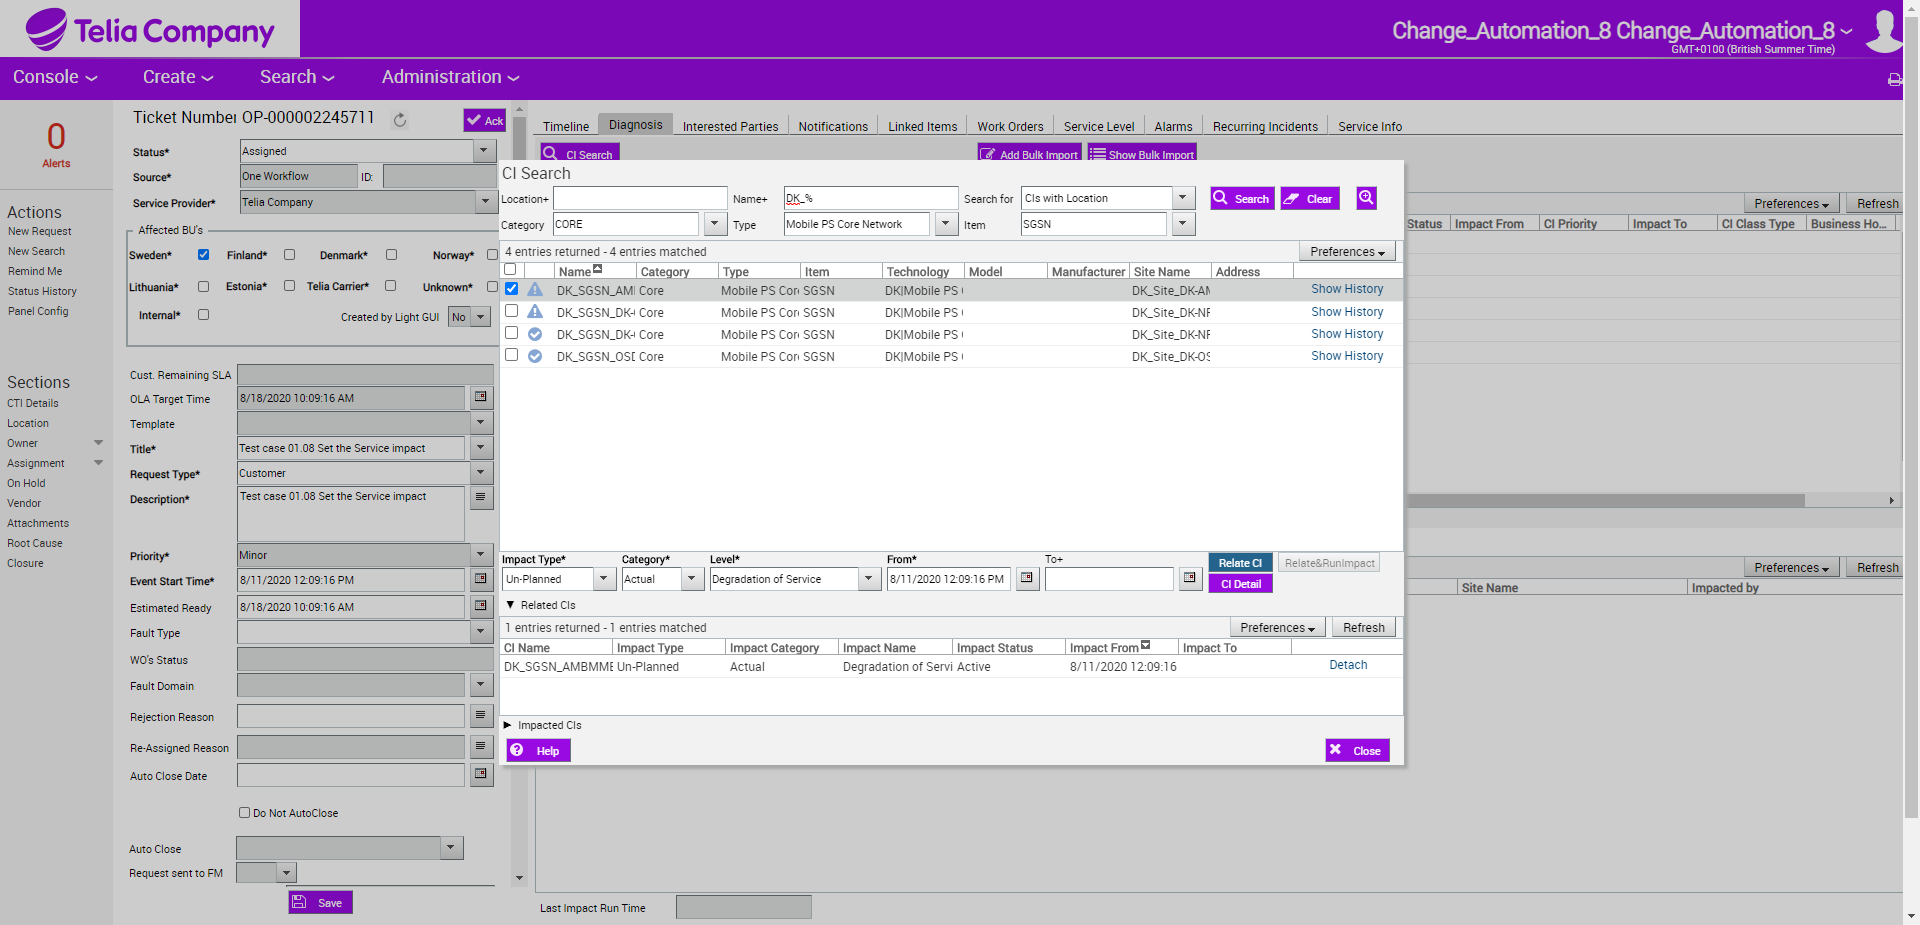 Telia Company
Change_Automation_8 Change_Automation_8
GMT+0100 (British Summer Time)
Console Create Search Administration
0
Alerts
Actions
New Request
New Search
Remind Me
Status History
Panel Config
Sections
CTI Details
Location
Owner
Assignment
On Hold
Vendor
Attachments
Root Cause
Closure
Ticket Number OP-000002245711
Ack
Status* Assigned
Source* One Workflow ID:
Service Provider* Telia Company
Affected BU's
Sweden* Finland* Denmark* Norway*
Lithuania* Estonia* Telia Carrier* Unknown*
Internal* Created by Light GUI No
Cust. Remaining SLA
OLA Target Time 8/18/2020 10:09:16 AM
Template
Title* Test case 01.08 Set the Service impact
Request Type* Customer
Description* Test case 01.08 Set the Service impact
Priority* Minor
Event Start Time* 8/11/2020 12:09:16 PM
Estimated Ready 8/18/2020 10:09:16 AM
Fault Type
WO's Status
Fault Domain
Rejection Reason
Re-Assigned Reason
Auto Close Date
Do Not AutoClose
Auto Close
Request sent to FM
Save
Timeline Diagnosis Interested Parties Notifications Linked Items Work Orders Service Level Alarms Recurring Incidents Service Info
CI Search Add Bulk Import Show Bulk Import
CI Search
Location+ Name+ DK_% Search for CIs with Location Search Clear
Category CORE Type Mobile PS Core Network Item SGSN
4 entries returned - 4 entries matched Preferences
Name Category Type Item Technology Model Manufacturer Site Name Address
DK_SGSN_AMI Core Mobile PS Cor SGSN DK|Mobile PS DK_Site_DK-AM Show History
DK_SGSN_DK- Core Mobile PS Cor SGSN DK|Mobile PS DK_Site_DK-NF Show History
DK_SGSN_DK- Core Mobile PS Cor SGSN DK|Mobile PS DK_Site_DK-NF Show History
DK_SGSN_OSI Core Mobile PS Cor SGSN DK|Mobile PS DK_Site_DK-OS Show History
Impact Type* Category* Level* From* To+
Un-Planned Actual Degradation of Service 8/11/2020 12:09:16 PM
Relate CI Relate&RunImpact
CI Detail
Related CIs
1 entries returned - 1 entries matched Preferences Refresh
CI Name Impact Type Impact Category Impact Name Impact Status Impact From Impact To
DK_SGSN_AMBMME Un-Planned Actual Degradation of Servi Active 8/11/2020 12:09:16 Detach
Impacted CIs
Help Close
Preferences Refresh
Status Impact From CI Priority Impact To CI Class Type Business Ho...
Preferences Refresh
Site Name Impacted by
Last Impact Run Time